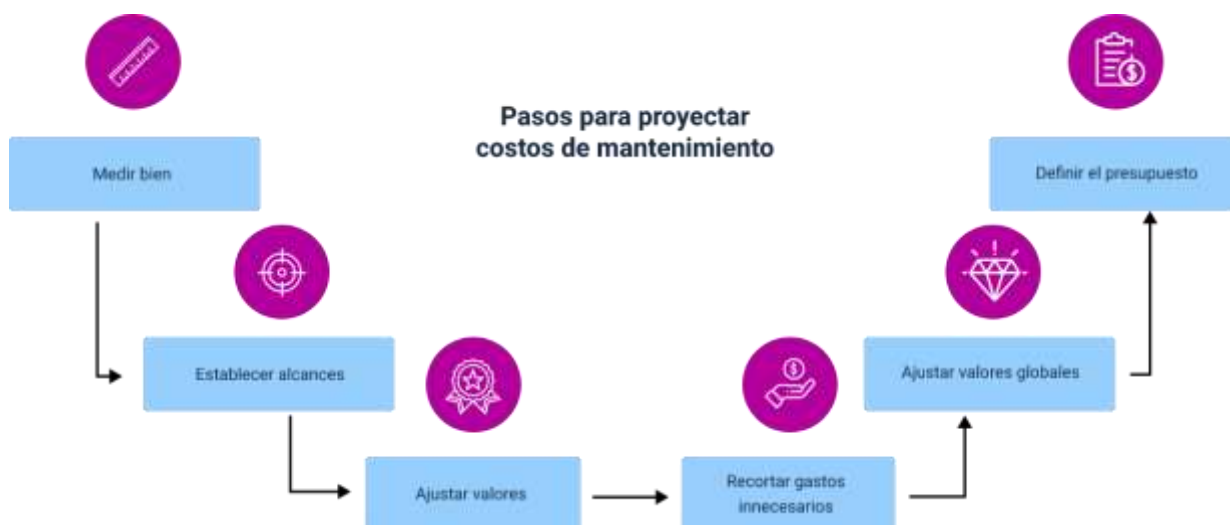 Pasos para proyectar
costos de mantenimiento
Medir bien
Establecer alcances
Ajustar valores
Recortar gastos
innecesarios
Ajustar valores globales
Definir el presupuesto